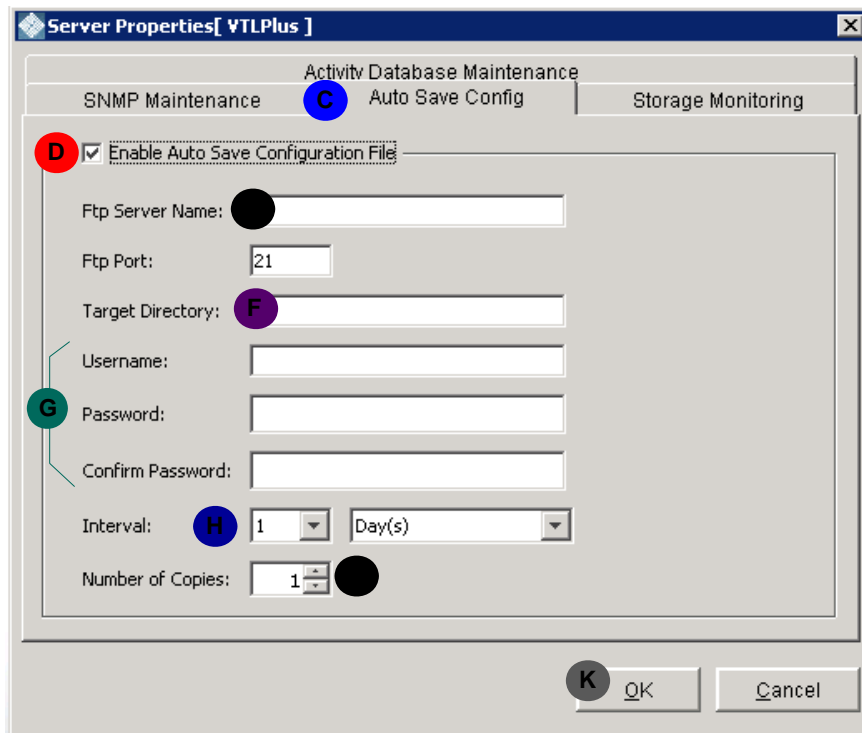 Server Properties[ VTLPlus ]
Activity Database Maintenance
SNMP Maintenance C Auto Save Config Storage Monitoring
D Enable Auto Save Configuration File
Ftp Server Name:
Ftp Port: 21
Target Directory: F
Username:
G
Password:
Confirm Password:
Interval: H 1 Day(s)
Number of Copies: 1
K OK Cancel